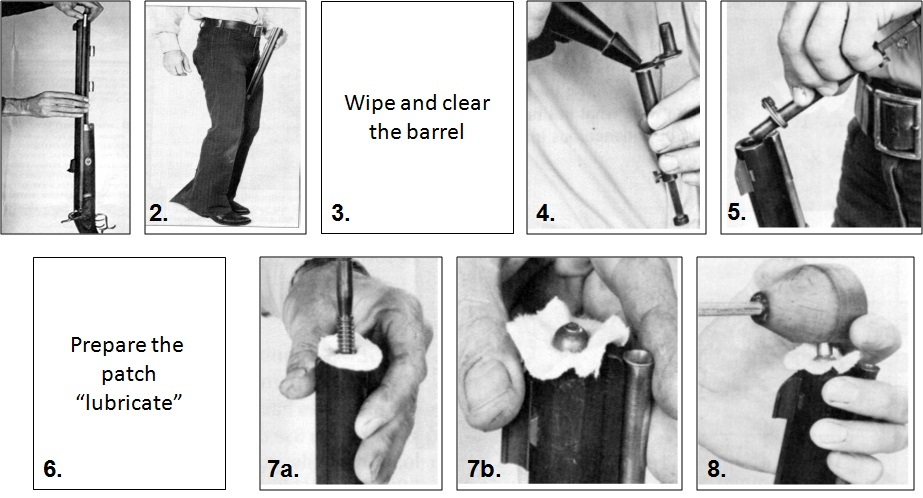 2.
Wipe and clear
the barrel
3.
4.
5.
Prepare the
patch
“lubricate”
6.
7a.
7b.
8.